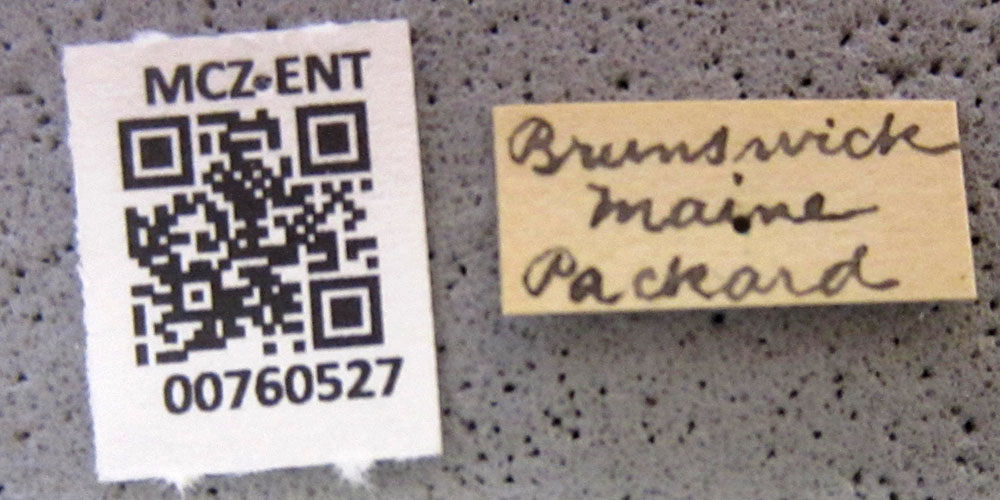 MCZ-ENT
00760527
Brunswick
Maine
Packard